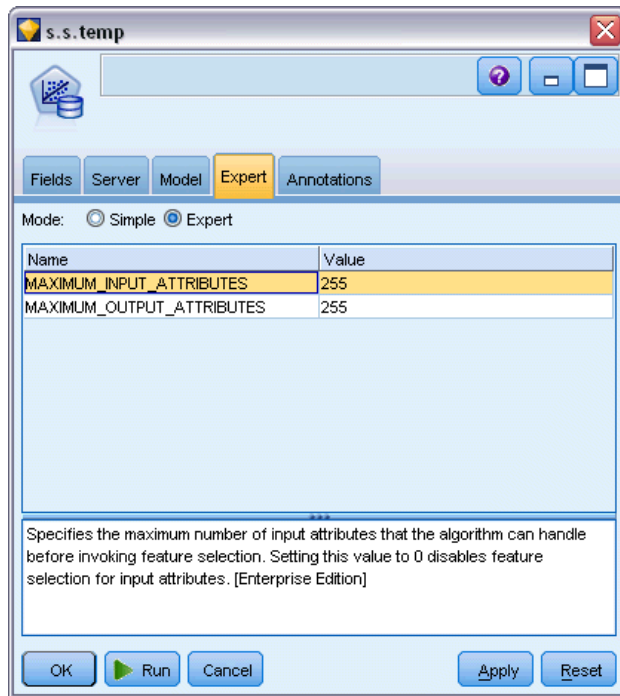 s.s.temp
Fields Server Model Expert Annotations
Mode: Simple Expert
Name Value
MAXIMUM_INPUT_ATTRIBUTES 255
MAXIMUM_OUTPUT_ATTRIBUTES 255
Specifies the maximum number of input attributes that the algorithm can handle
before invoking feature selection. Setting this value to 0 disables feature
selection for input attributes. [Enterprise Edition]
OK Run Cancel Apply Reset